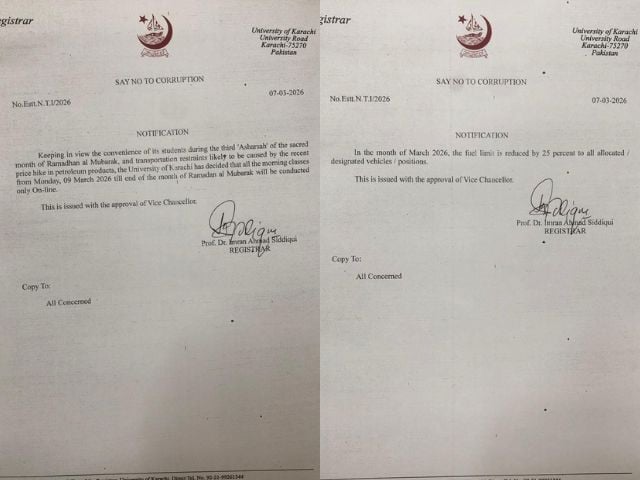 egistrar
University of Karachi
University Road
Karachi-75270
Pakistan
SAY NO TO CORRUPTION
No.Estt.N.T.I/2026
07-03-2026
NOTIFICATION
Keeping in view the convenience of its students during the third 'Asharah' of the sacred
month of Ramadhan al Mubarak, and transportation restraints likely to be caused by the recent
price hike in petroleum products, the University of Karachi has decided that all the morning classes
from Monday, 09 March 2026 till end of the month of Ramadan al Mubarak will be conducted
only On-line.
This is issued with the approval of Vice Chancellor.
Prof. Dr. Imran Ahmad Siddiqui
REGISTRAR
Copy To:
All Concerned
gistrar
University of Karachi
University Road
Karachi-75270
Pakistan
SAY NO TO CORRUPTION
No.Estt.N.T.I/2026
07-03-2026
NOTIFICATION
In the month of March 2026, the fuel limit is reduced by 25 percent to all allocated /
designated vehicles / positions.
This is issued with the approval of Vice Chancellor.
Prof. Dr. Imran Ahmad Siddiqui
REGISTRAR
Copy To:
All Concerned